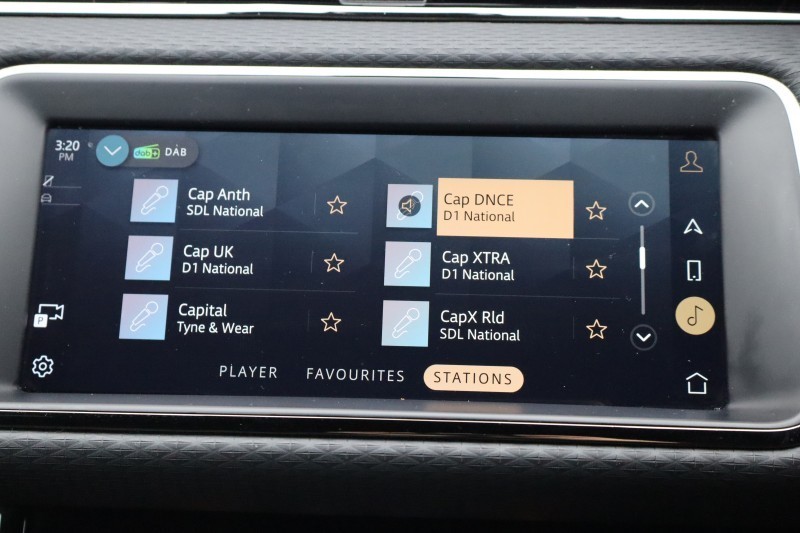 3:20
PM
dab+ DAB
Cap Anth
SDL National
Cap DNCE
D1 National
Cap UK
D1 National
Cap XTRA
D1 National
Capital
Tyne & Wear
CapX Rld
SDL National
P
PLAYER FAVOURITES STATIONS